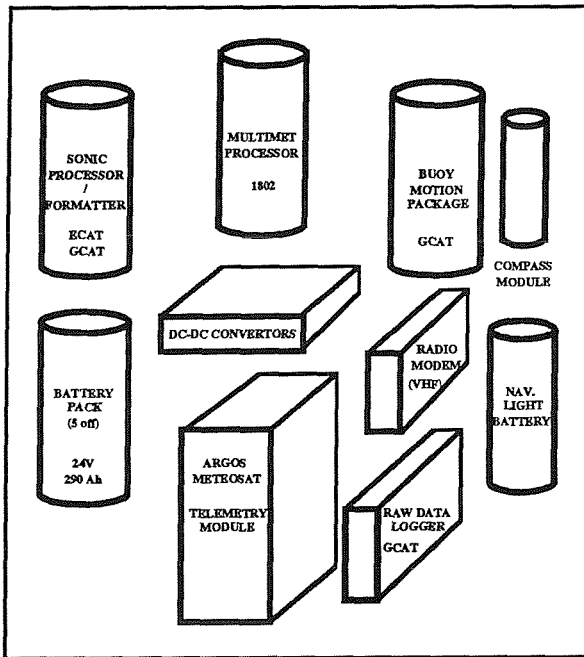 SONIC
PROCESSOR
/
FORMATTER
ECAT
GCAT
MULTIMET
PROCESSOR
1802
BUOY
MOTION
PACKAGE
GCAT
COMPASS
MODULE
DC-DC CONVERTORS
RADIO
MODEM
(VHF)
BATTERY
PACK
(5 off)
24V
290 Ah
NAV.
LIGHT
BATTERY
ARGOS
METEOSAT
TELEMETRY
MODULE
RAW DATA
LOGGER
GCAT